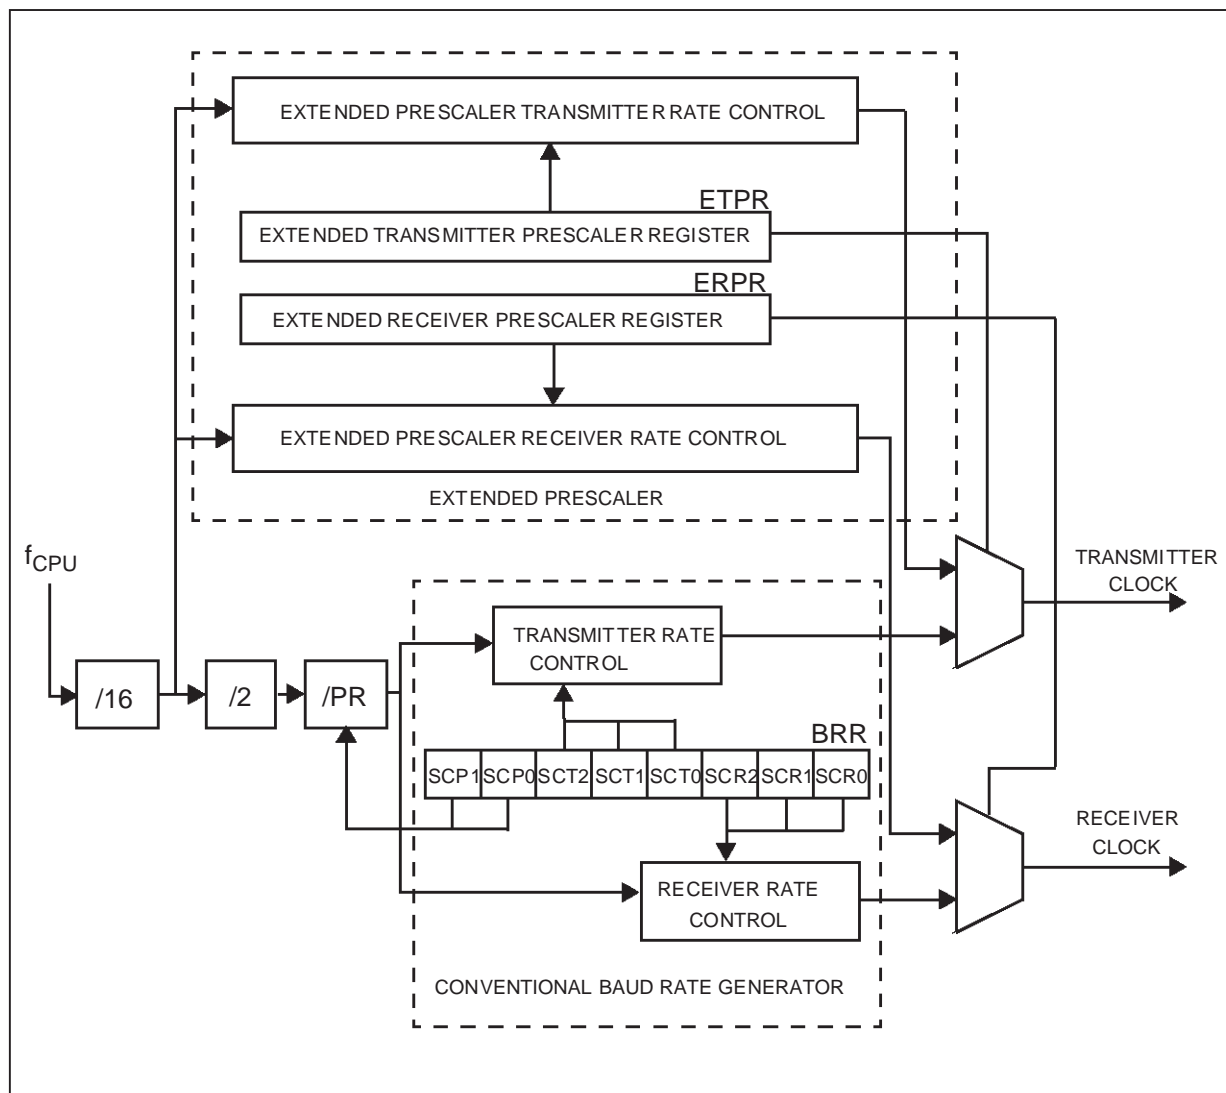 EXTENDED PRESCALER TRANSMITTER RATE CONTROL
ETPR
EXTENDED TRANSMITTER PRESCALER REGISTER
ERPR
EXTENDED RECEIVER PRESCALER REGISTER
EXTENDED PRESCALER RECEIVER RATE CONTROL
EXTENDED PRESCALER
fCPU
TRANSMITTER
CLOCK
TRANSMITTER RATE
CONTROL
/16
/2
/PR
BRR
SCP1
SCP0
SCT2
SCT1
SCT0
SCR2
SCR1
SCR0
RECEIVER
CLOCK
RECEIVER RATE
CONTROL
CONVENTIONAL BAUD RATE GENERATOR